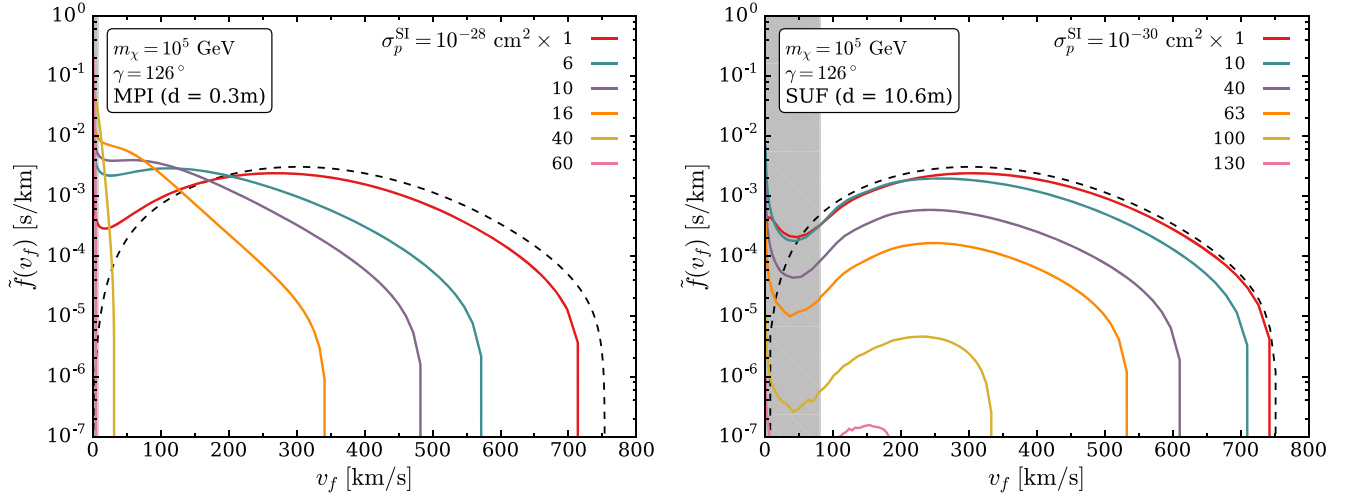 m_χ = 10^5 GeV
γ = 126°
MPI (d = 0.3m)
σ_p^SI = 10^−28 cm^2 × 1
6
10
16
40
60
10^0
10^−1
10^−2
10^−3
10^−4
10^−5
10^−6
10^−7
f̃(v_f) [s/km]
0 100 200 300 400 500 600 700 800
v_f [km/s]
m_χ = 10^5 GeV
γ = 126°
SUF (d = 10.6m)
σ_p^SI = 10^−30 cm^2 × 1
10
40
63
100
130
10^0
10^−1
10^−2
10^−3
10^−4
10^−5
10^−6
10^−7
f̃(v_f) [s/km]
0 100 200 300 400 500 600 700 800
v_f [km/s]